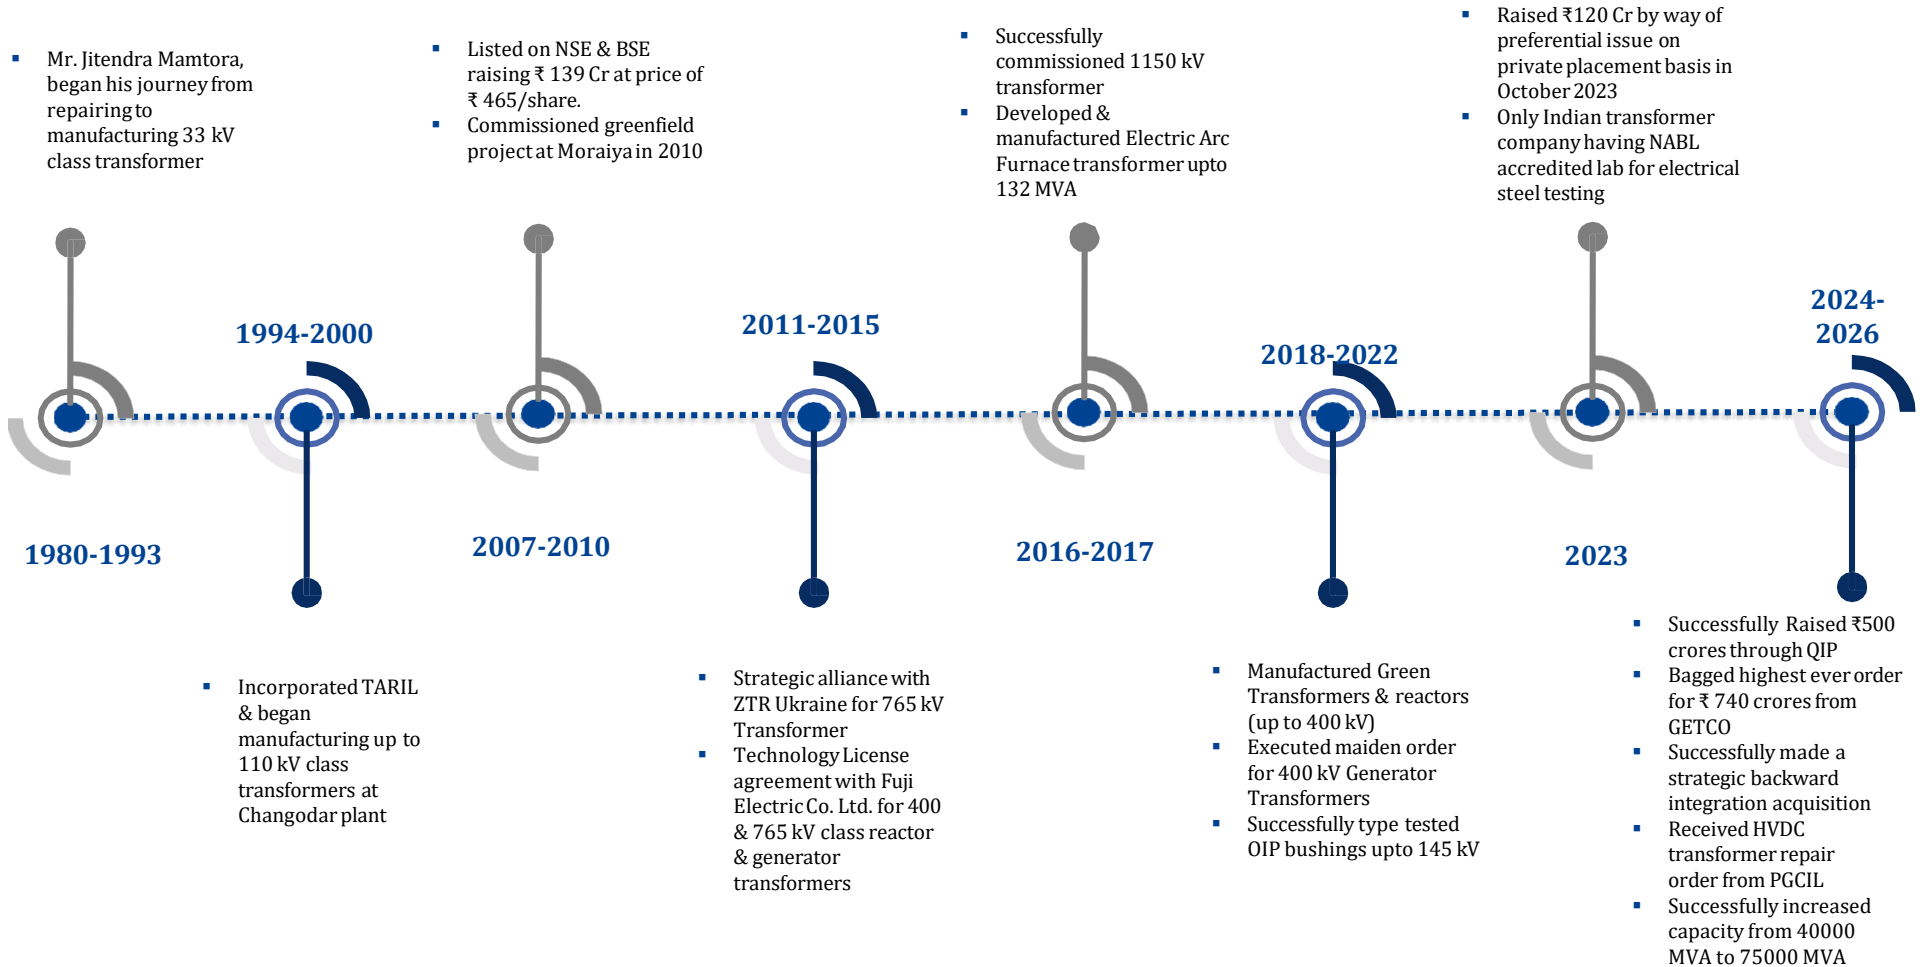 Mr. Jitendra Mamtora,
began his journey from
repairing to
manufacturing 33 kV
class transformer
1980-1993
1994-2000
Incorporated TARIL
& began
manufacturing up to
110 kV class
transformers at
Changodar plant
Listed on NSE & BSE
raising ₹ 139 Cr at price of
₹ 465/share.
Commissioned greenfield
project at Moraiya in 2010
2007-2010
2011-2015
Strategic alliance with
ZTR Ukraine for 765 kV
Transformer
Technology License
agreement with Fuji
Electric Co. Ltd. for 400
& 765 kV class reactor
& generator
transformers
Successfully
commissioned 1150 kV
transformer
Developed &
manufactured Electric Arc
Furnace transformer upto
132 MVA
2016-2017
2018-2022
Manufactured Green
Transformers & reactors
(up to 400 kV)
Executed maiden order
for 400 kV Generator
Transformers
Successfully type tested
OIP bushings upto 145 kV
Raised ₹120 Cr by way of
preferential issue on
private placement basis in
October 2023
Only Indian transformer
company having NABL
accredited lab for electrical
steel testing
2023
2024-
2026
Successfully Raised ₹500
crores through QIP
Bagged highest ever order
for ₹ 740 crores from
GETCO
Successfully made a
strategic backward
integration acquisition
Received HVDC
transformer repair
order from PGCIL
Successfully increased
capacity from 40000
MVA to 75000 MVA